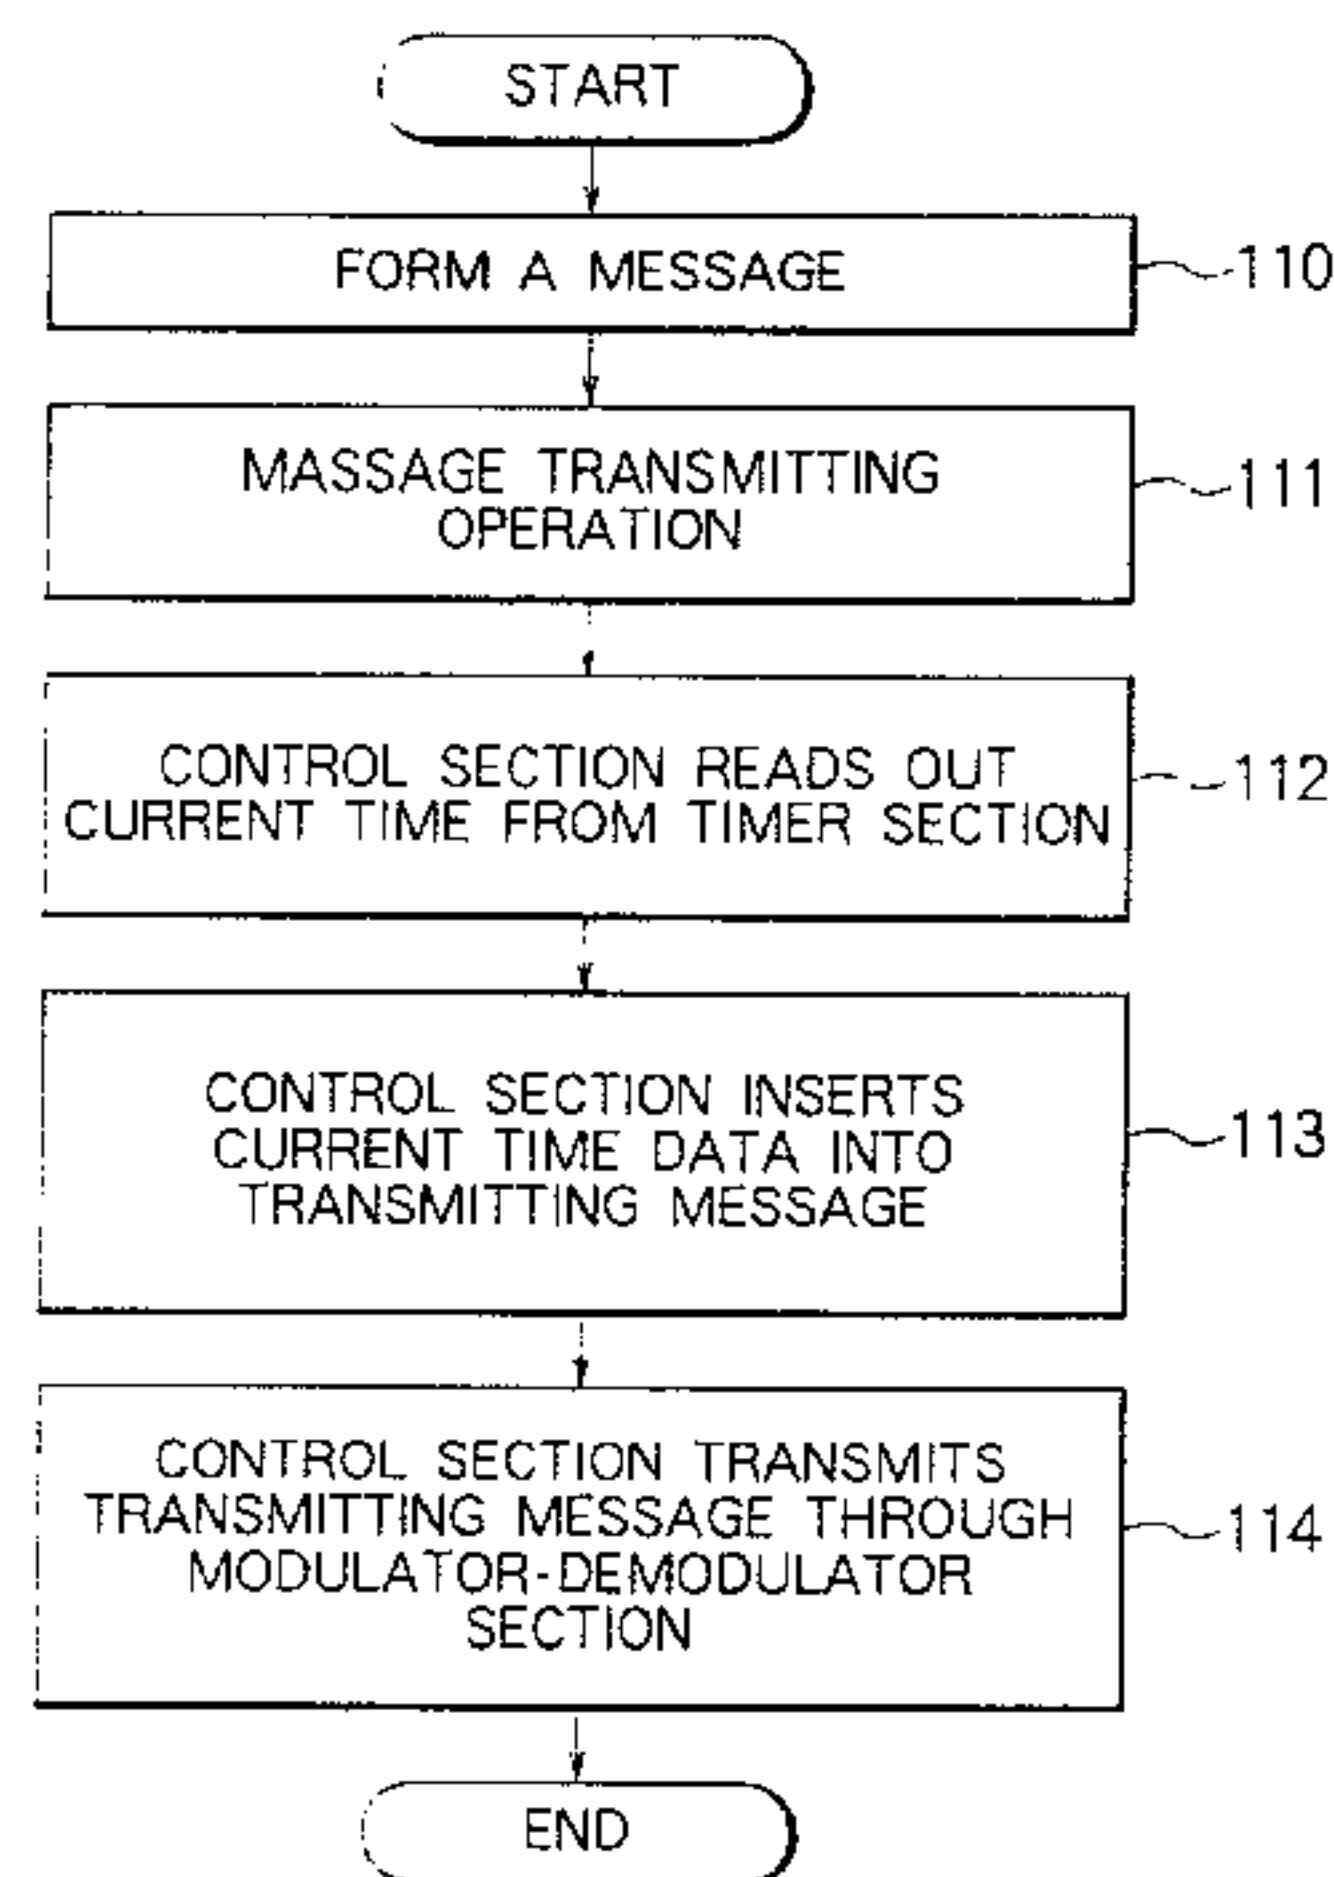 START
FORM A MESSAGE
110
MASSAGE TRANSMITTING
OPERATION
111
CONTROL SECTION READS OUT
CURRENT TIME FROM TIMER SECTION
112
CONTROL SECTION INSERTS
CURRENT TIME DATA INTO
TRANSMITTING MESSAGE
113
CONTROL SECTION TRANSMITS
TRANSMITTING MESSAGE THROUGH
MODULATOR-DEMODULATOR
SECTION
114
END